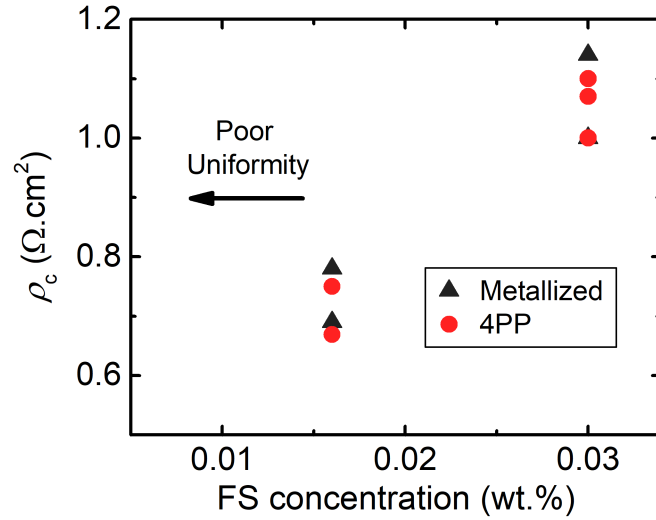 1.2
1.0
0.8
0.6
ρc (Ω.cm²)
Poor
Uniformity
Metallized
4PP
0.01
0.02
0.03
FS concentration (wt.%)